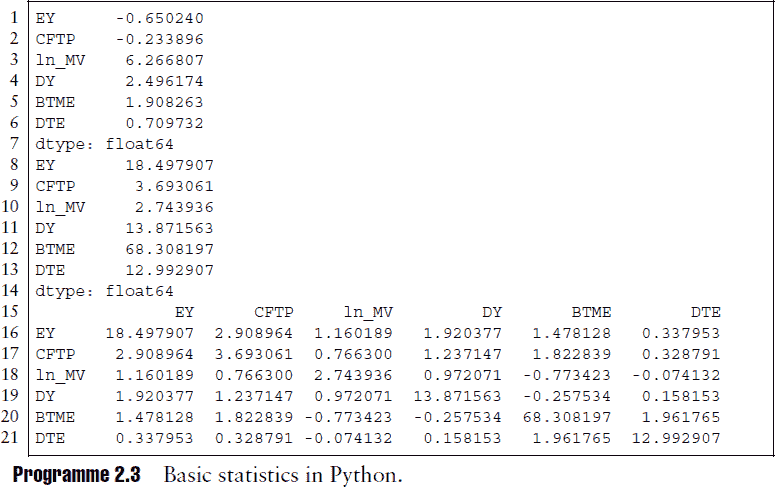 1 EY -0.650240
2 CFTP -0.233896
3 ln_MV 6.266807
4 DY 2.496174
5 BTME 1.908263
6 DTE 0.709732
7 dtype: float64
8 EY 18.497907
9 CFTP 3.693061
10 ln_MV 2.743936
11 DY 13.871563
12 BTME 68.308197
13 DTE 12.992907
14 dtype: float64
15 EY CFTP ln_MV DY BTME DTE
16 EY 18.497907 2.908964 1.160189 1.920377 1.478128 0.337953
17 CFTP 2.908964 3.693061 0.766300 1.237147 1.822839 0.328791
18 ln_MV 1.160189 0.766300 2.743936 0.972071 -0.773423 -0.074132
19 DY 1.920377 1.237147 0.972071 13.871563 -0.257534 0.158153
20 BTME 1.478128 1.822839 -0.773423 -0.257534 68.308197 1.961765
21 DTE 0.337953 0.328791 -0.074132 0.158153 1.961765 12.992907
Programme 2.3 Basic statistics in Python.